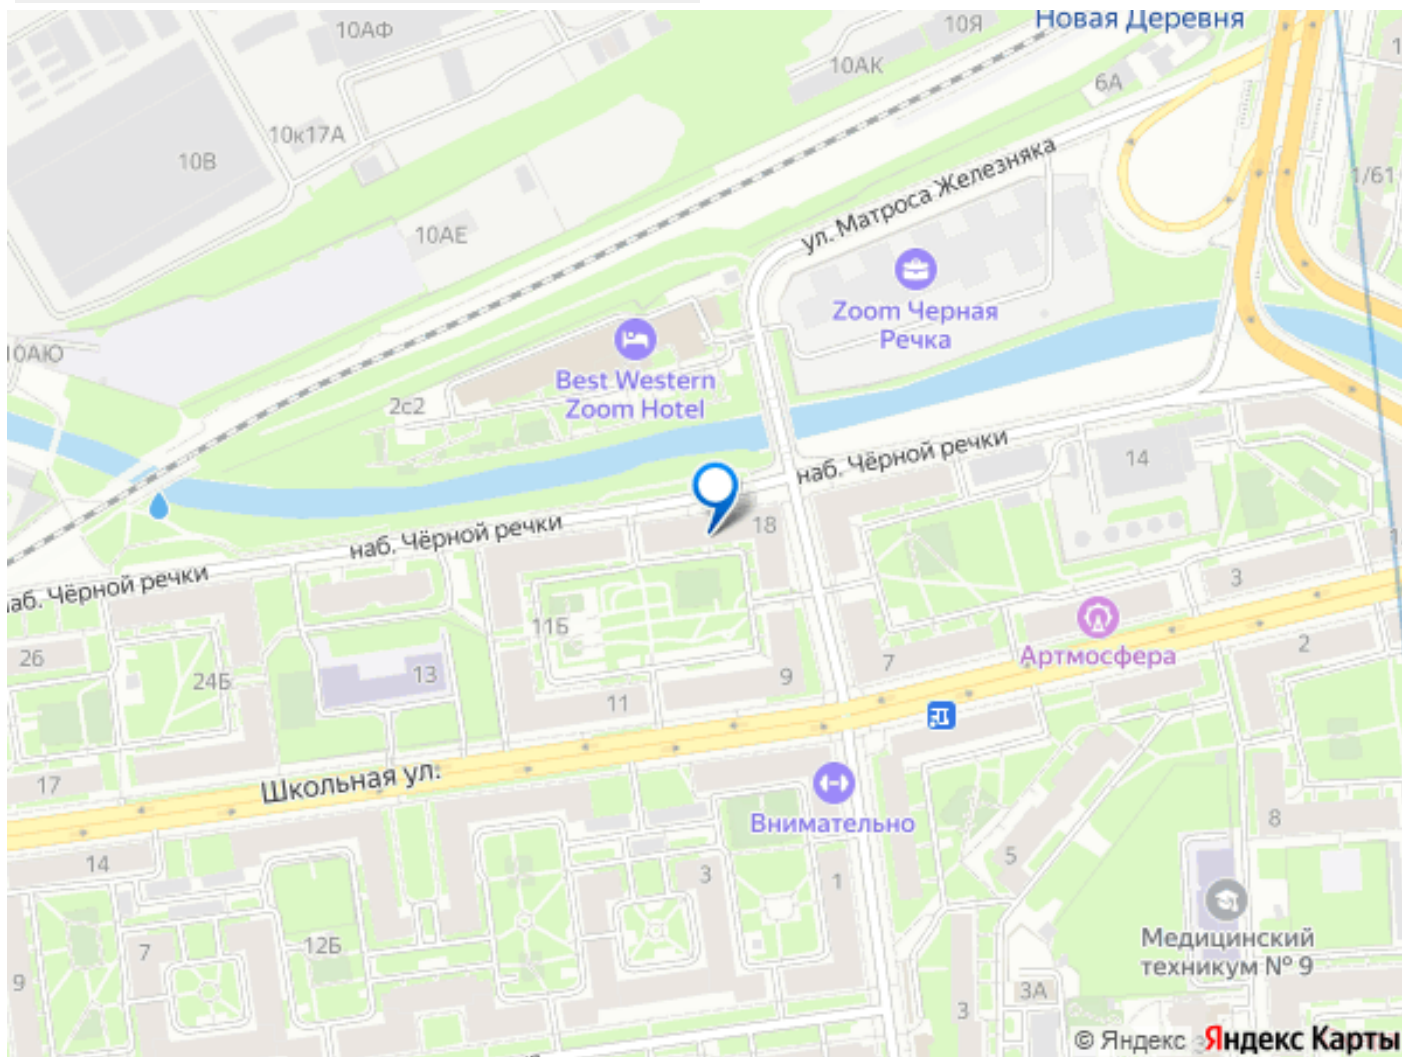 10АФ
10Я
Новая Деревня
10АК
6А
10к17А
10В
1/61
ул. Матроса Железняка
10АЕ
Zoom Черная
Речка
10АЮ
Best Western
Zoom Hotel
2с2
наб. Чёрной речки
14
18
наб. Чёрной речки
наб. Чёрной речки
3
11Б
Артмосфера
2
26
24Б
13
7
9
11
17
Школьная ул.
Внимательно
8
14
5
3
1
Медицинский
техникум № 9
7
12Б
9
3А
3
© Яндекс Яндекс Карты